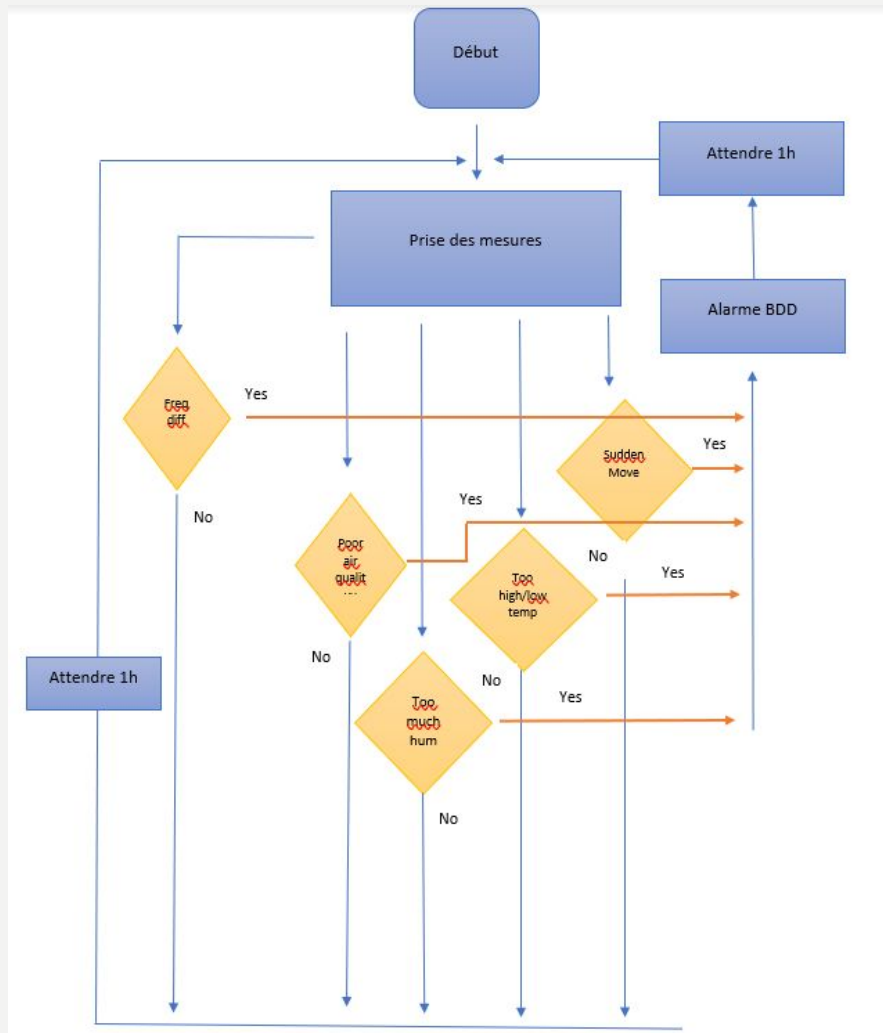 Début
Attendre 1h
Prise des mesures
Alarme BDD
Freq
diff
Yes
Sudden
Move
Yes
No
Poor
air
qualit
Yes
Too
high/low
temp
No
Yes
No
Attendre 1h
Too
much
hum
No
Yes
No